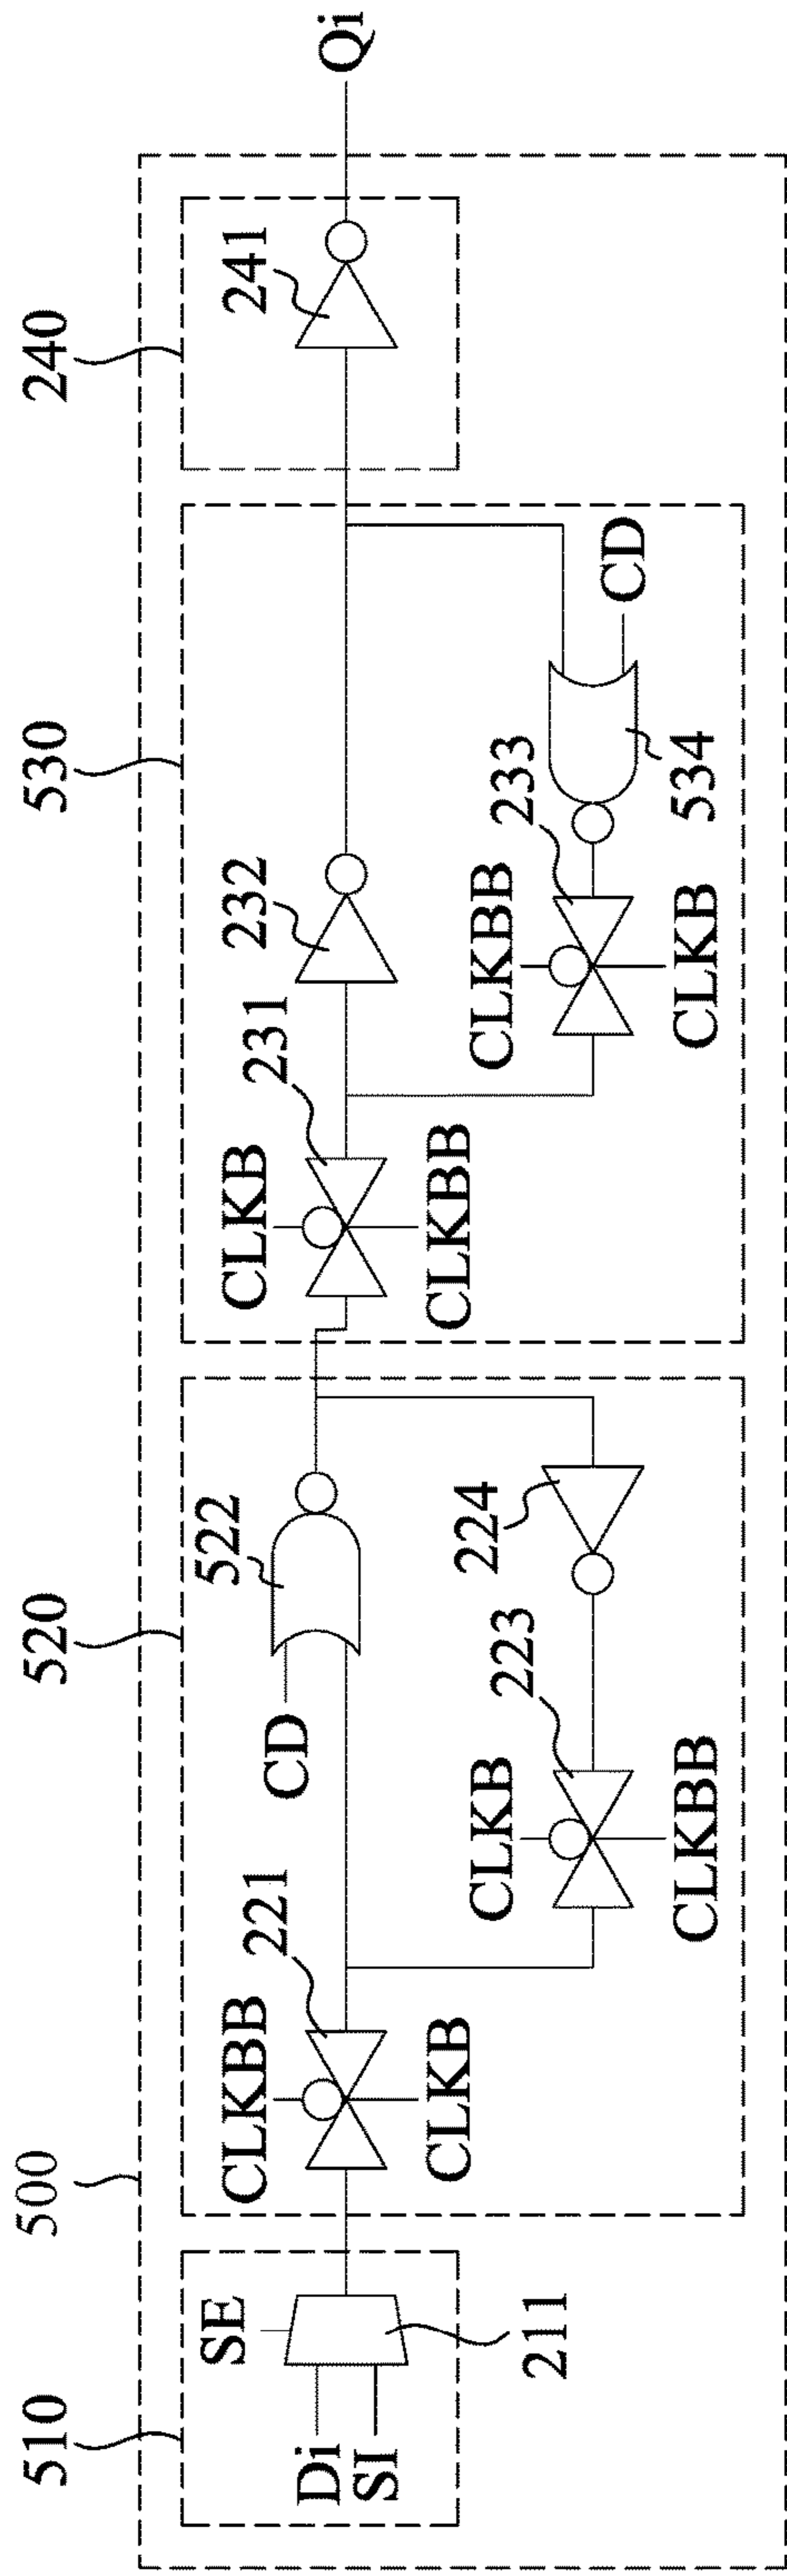 500
510
SE
Di
SI
211
520
CLKBB
221
CLKB
CD
522
CLKB
223
CLKBB
224
530
CLKB
231
CLKBB
232
CLKBB
233
CLKB
534
CD
240
241
Qi